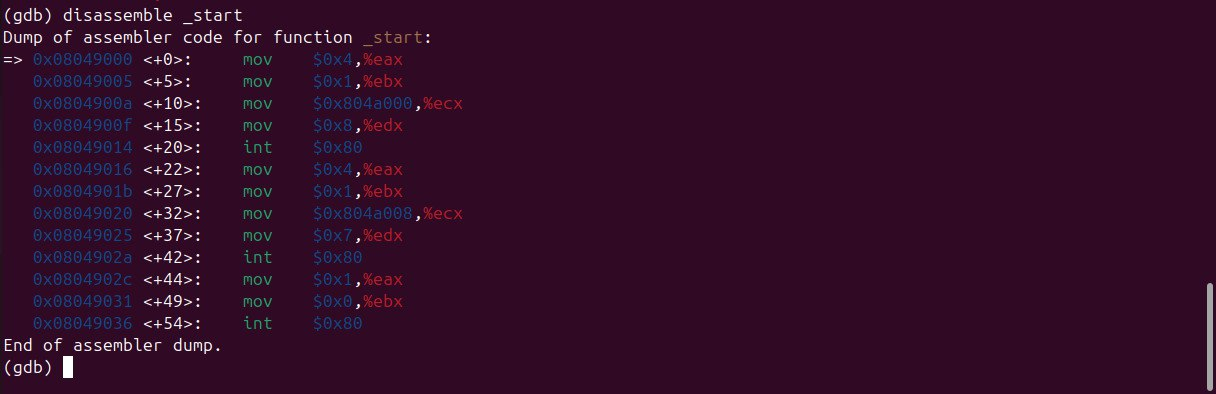 (gdb) disassemble _start
Dump of assembler code for function _start:
=> 0x08049000 <+0>:     mov    $0x4,%eax
   0x08049005 <+5>:     mov    $0x1,%ebx
   0x0804900a <+10>:    mov    $0x804a000,%ecx
   0x0804900f <+15>:    mov    $0x8,%edx
   0x08049014 <+20>:    int    $0x80
   0x08049016 <+22>:    mov    $0x4,%eax
   0x0804901b <+27>:    mov    $0x1,%ebx
   0x08049020 <+32>:    mov    $0x804a008,%ecx
   0x08049025 <+37>:    mov    $0x7,%edx
   0x0804902a <+42>:    int    $0x80
   0x0804902c <+44>:    mov    $0x1,%eax
   0x08049031 <+49>:    mov    $0x0,%ebx
   0x08049036 <+54>:    int    $0x80
End of assembler dump.
(gdb)